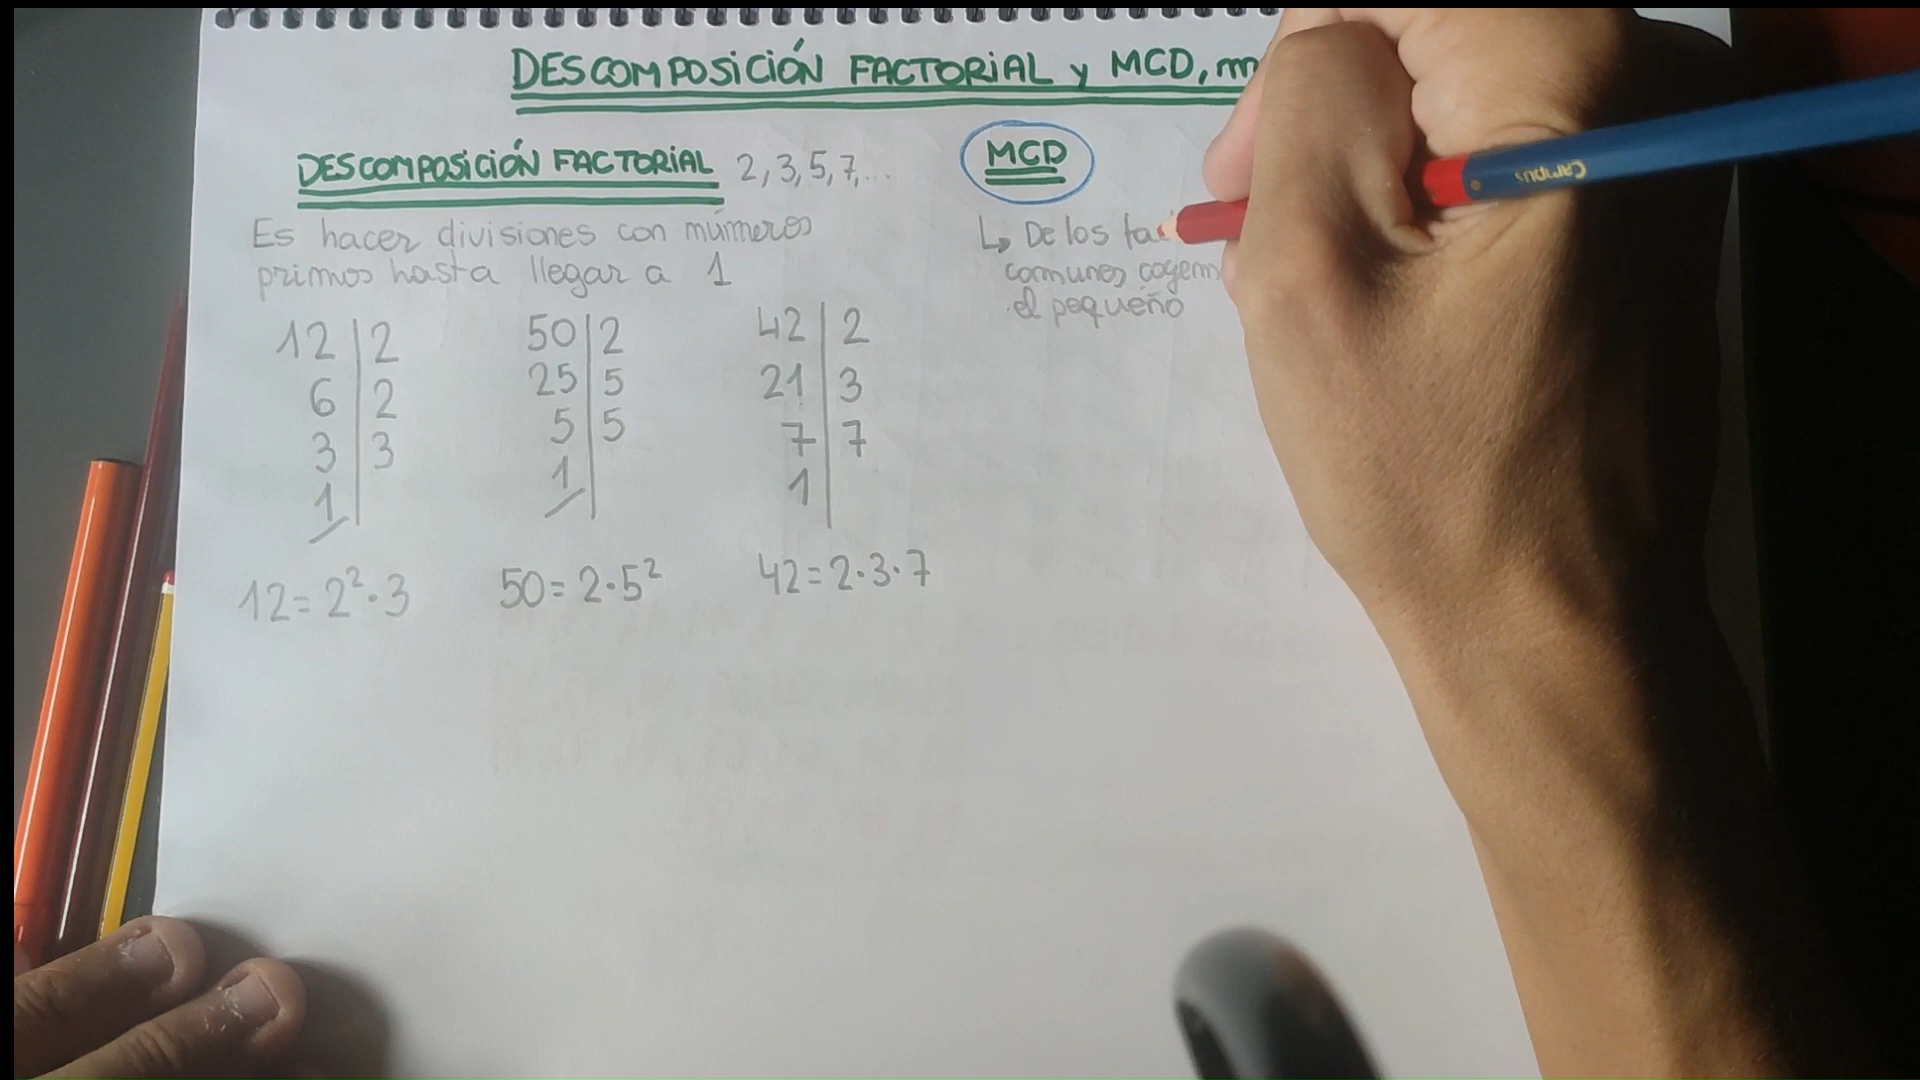 DESCOMPOSICIÓN FACTORIAL y MCD, m
DESCOMPOSICIÓN FACTORIAL 2, 3, 5, 7, ...
Es hacer divisiones con números
primos hasta llegar a 1
12 | 2
6 | 2
3 | 3
1
12 = 2² · 3
50 | 2
25 | 5
5 | 5
1
50 = 2 · 5²
42 | 2
21 | 3
7 | 7
1
42 = 2 · 3 · 7
MCD
↳ De los
comunes
el pequeño
Campus